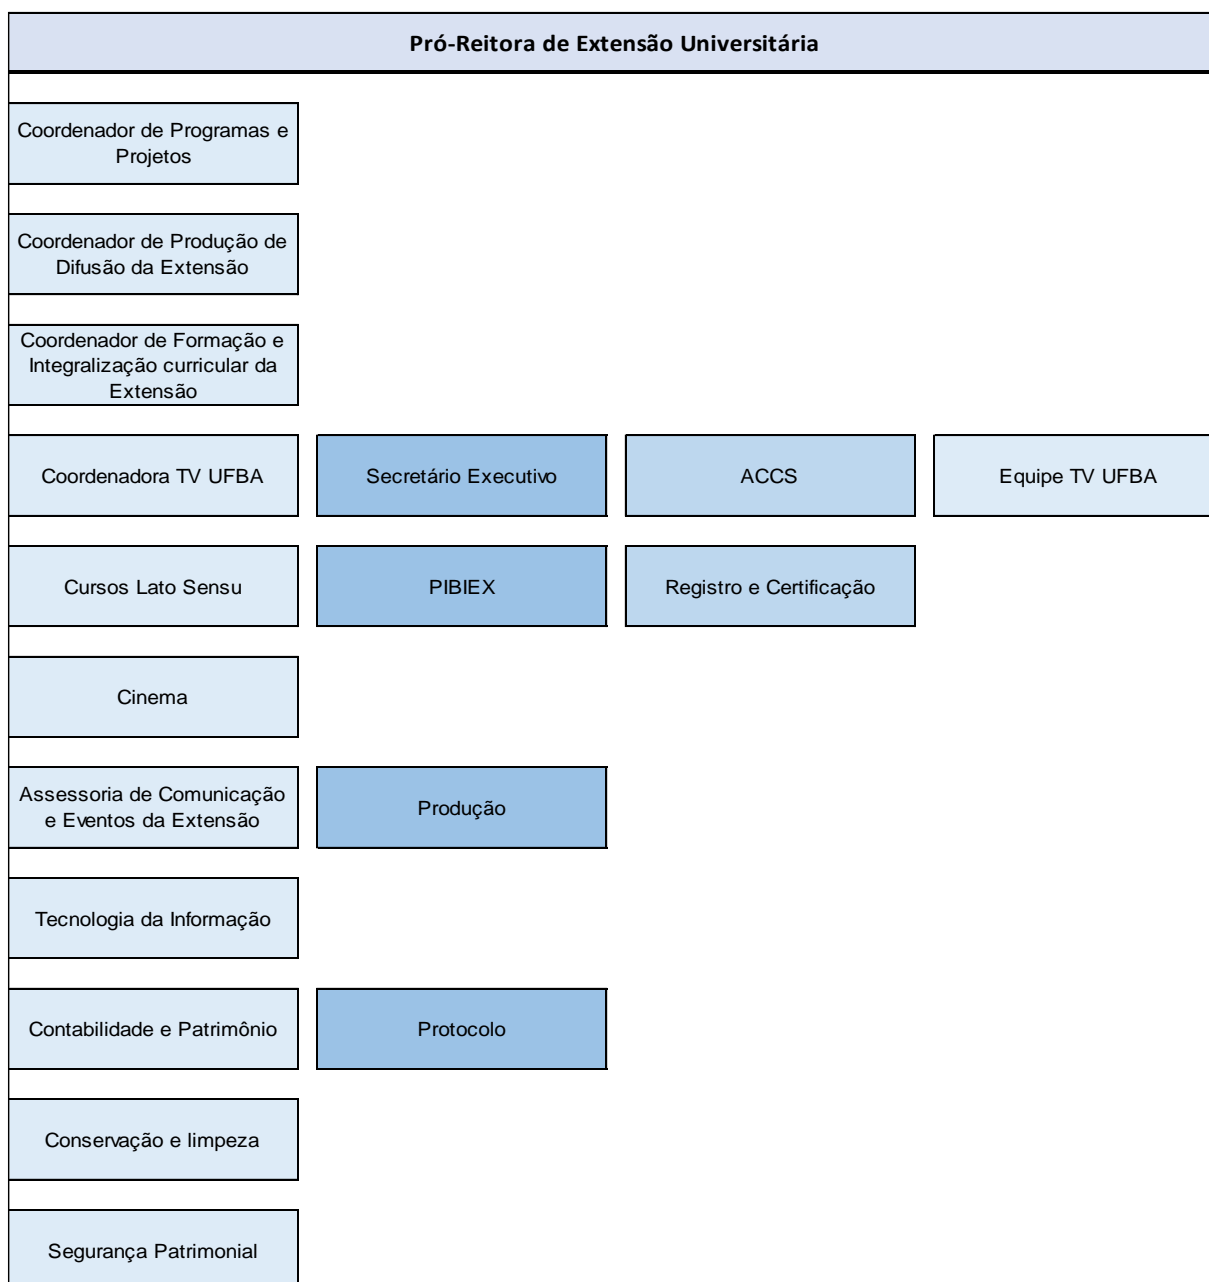 Pró-Reitora de Extensão Universitária
Coordenador de Programas e
Projetos
Coordenador de Produção de
Difusão da Extensão
Coordenador de Formação e
Integralização curricular da
Extensão
Coordenadora TV UFBA
Secretário Executivo
ACCS
Equipe TV UFBA
Cursos Lato Sensu
PIBIEX
Registro e Certificação
Cinema
Assessoria de Comunicação
e Eventos da Extensão
Produção
Tecnologia da Informação
Contabilidade e Patrimônio
Protocolo
Conservação e limpeza
Segurança Patrimonial